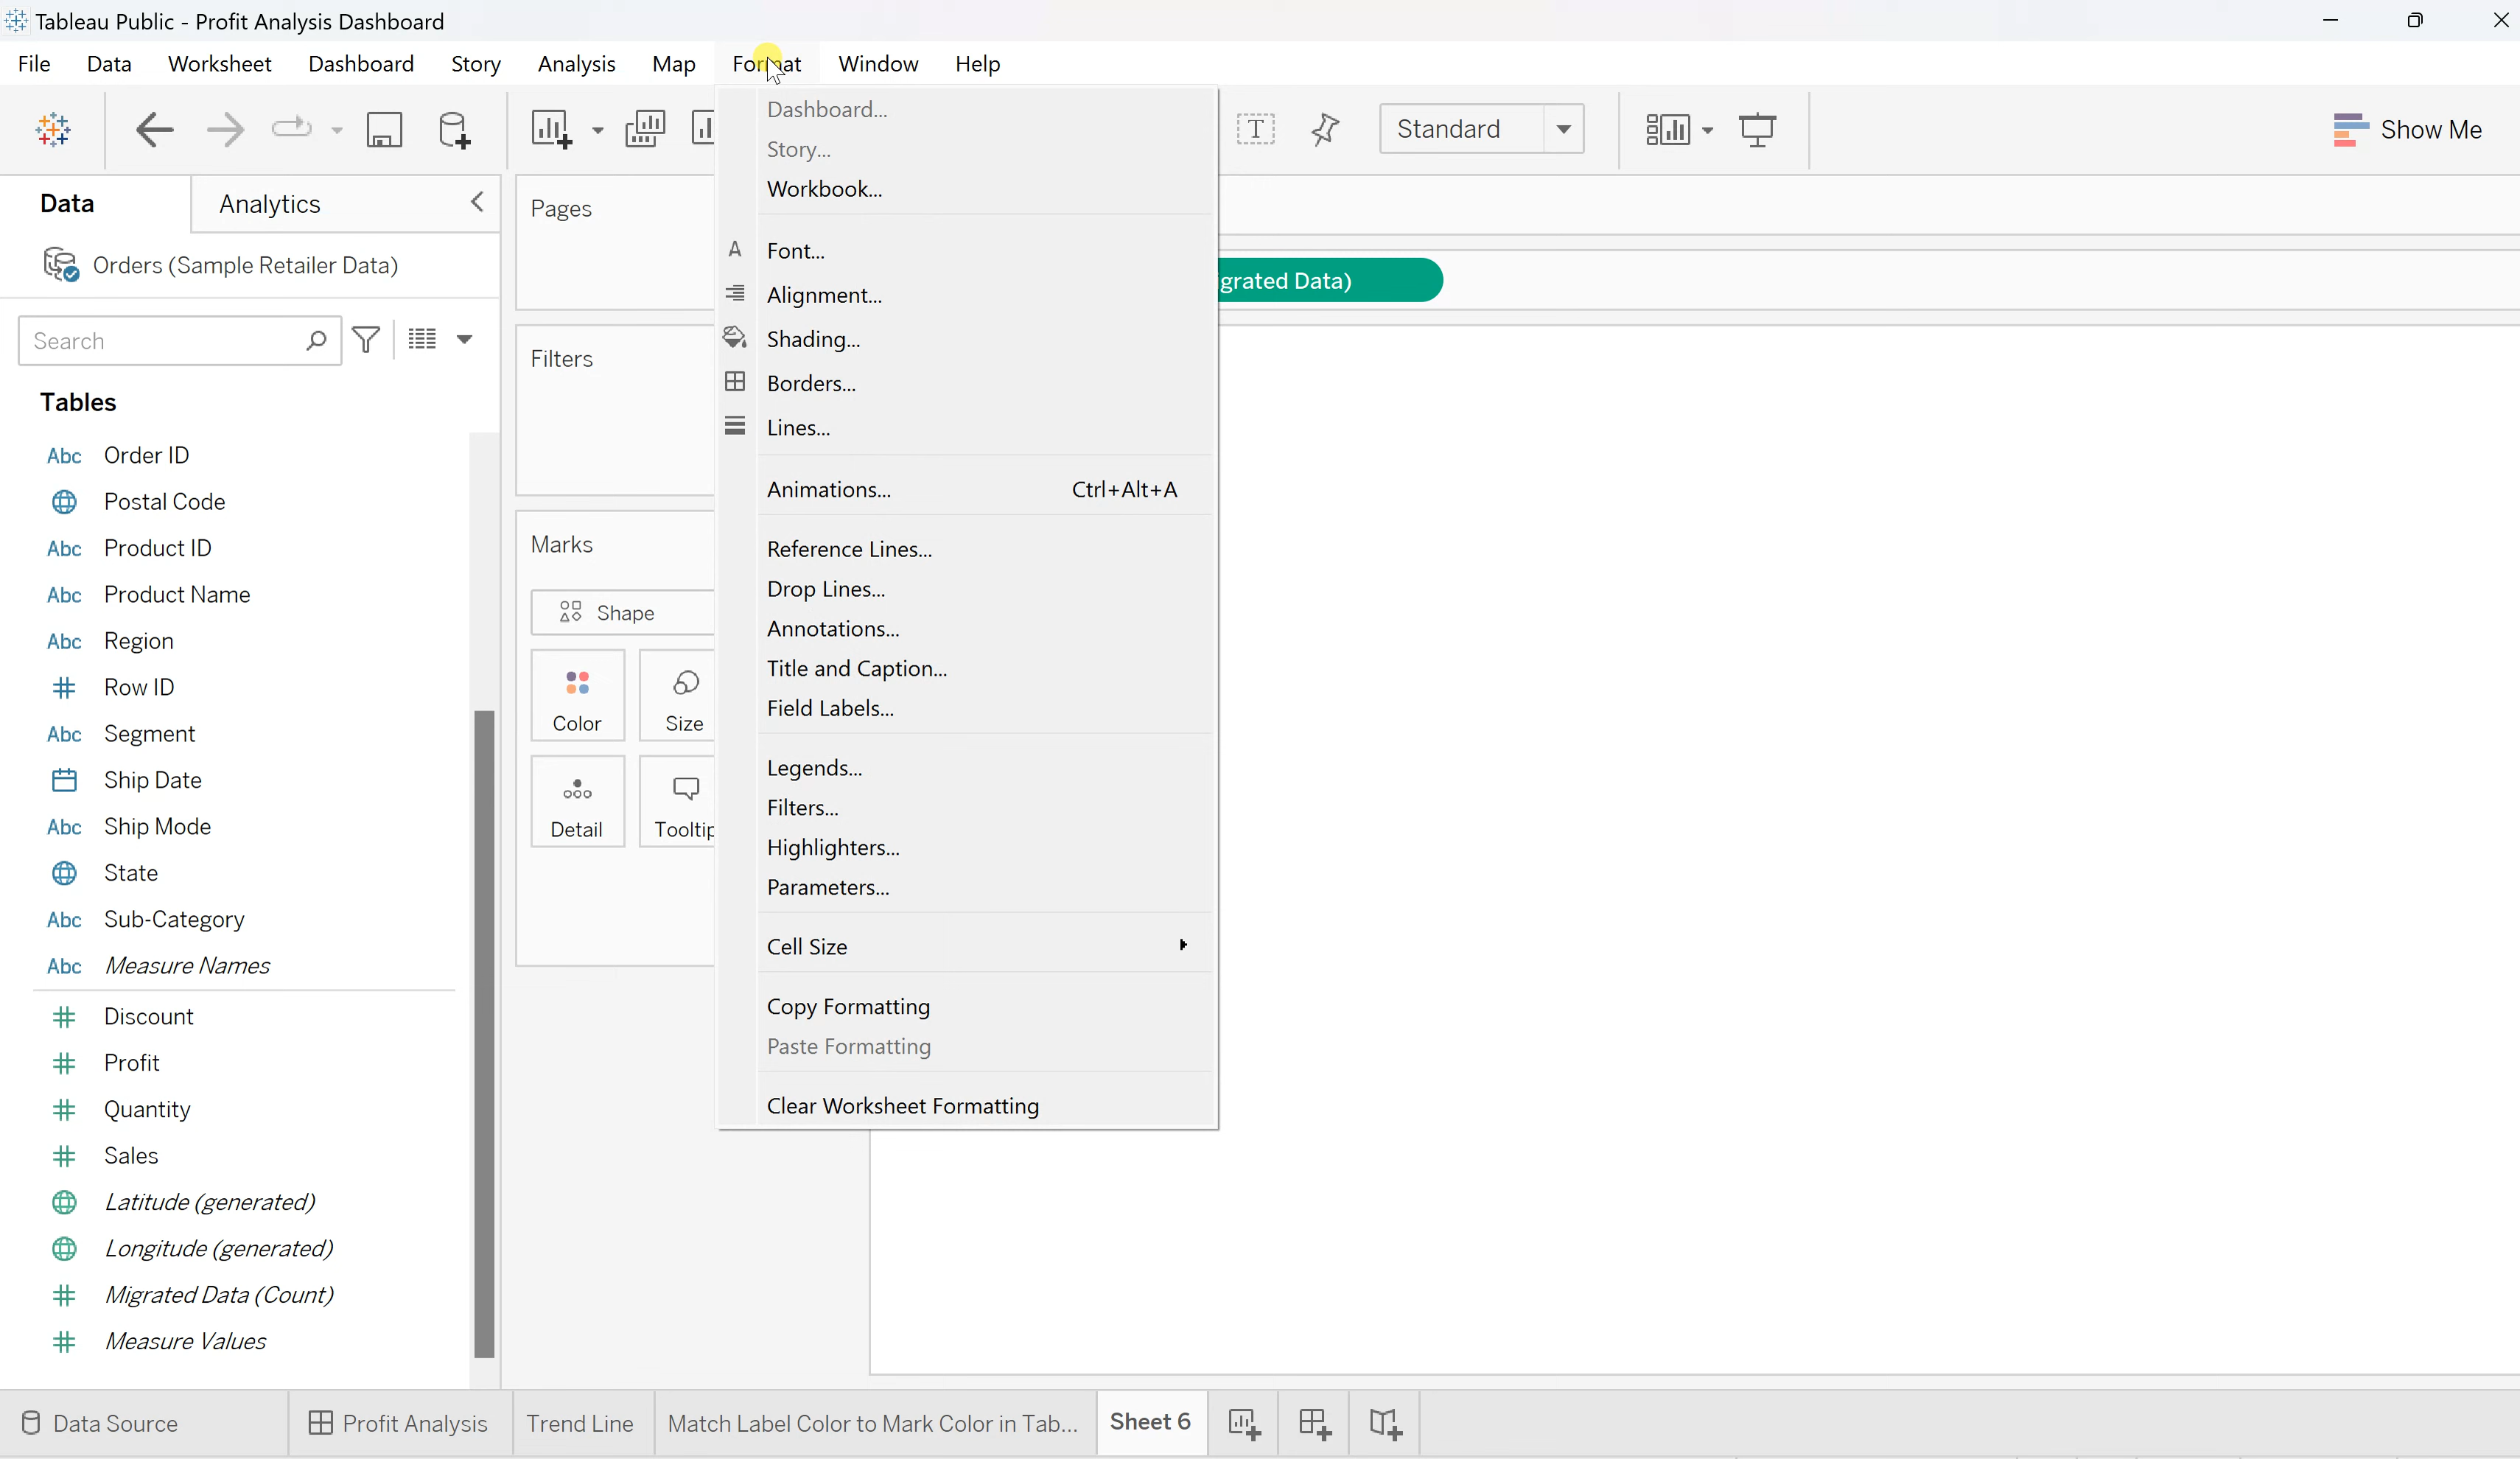 Tableau Public - Profit Analysis Dashboard
File Data Worksheet Dashboard Story Analysis Map Format Window Help
Standard
Show Me
Data
Analytics
Orders (Sample Retailer Data)
Search
Tables
Abc Order ID
Postal Code
Abc Product ID
Abc Product Name
Abc Region
Row ID
Abc Segment
Ship Date
Abc Ship Mode
State
Abc Sub-Category
Abc Measure Names
Discount
Profit
Quantity
Sales
Latitude (generated)
Longitude (generated)
Migrated Data (Count)
Measure Values
Pages
Filters
Marks
Shape
Color
Size
Detail
Tooltip
Dashboard...
Story...
Workbook...
A Font...
Alignment...
Shading...
Borders...
Lines...
Animations... Ctrl+Alt+A
Reference Lines...
Drop Lines...
Annotations...
Title and Caption...
Field Labels...
Legends...
Filters...
Highlighters...
Parameters...
Cell Size
Copy Formatting
Paste Formatting
Clear Worksheet Formatting
T
grated Data)
Data Source
Profit Analysis
Trend Line
Match Label Color to Mark Color in Tab...
Sheet 6